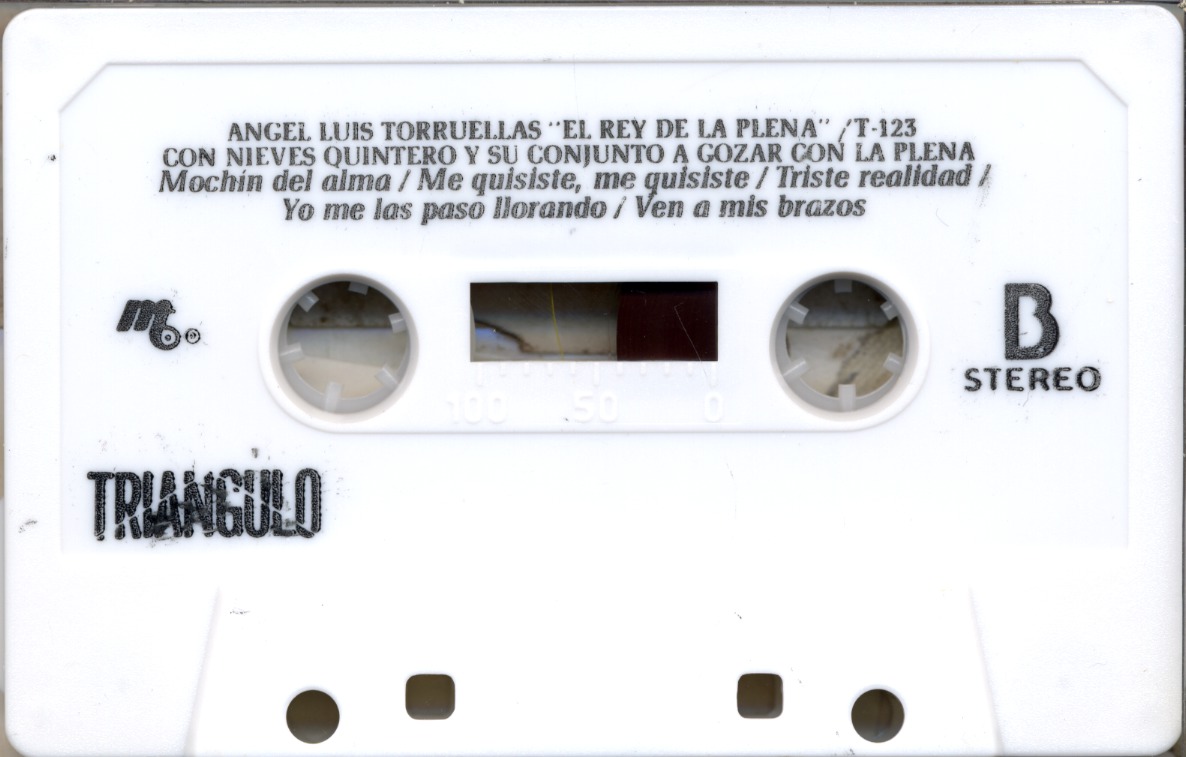 ANGEL LUIS TORRUELLAS "EL REY DE LA PLENA" / T-123
CON NIEVES QUINTERO Y SU CONJUNTO A GOZAR CON LA PLENA
Mochín del alma / Me quisiste, me quisiste / Triste realidad /
Yo me las paso llorando / Ven a mis brazos
B
STEREO
100 50 0
TRIANGULO